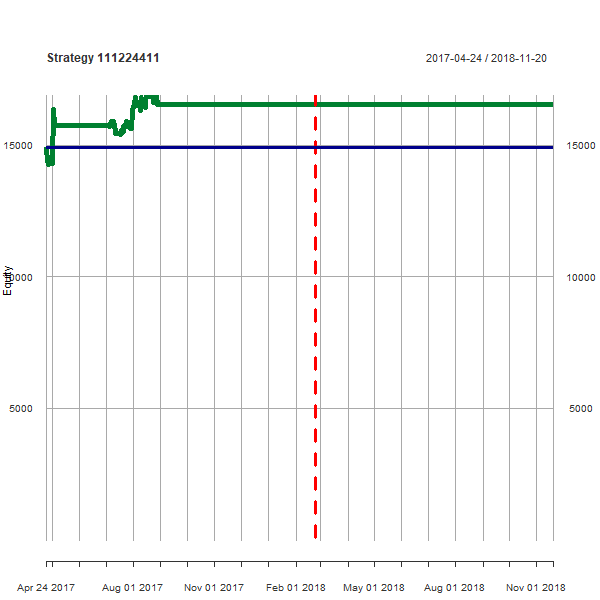 Strategy 111224411
2017-04-24 / 2018-11-20
15000
15000
10000
10000
Equity
5000
5000
Apr 24 2017
Aug 01 2017
Nov 01 2017
Feb 01 2018
May 01 2018
Aug 01 2018
Nov 01 2018